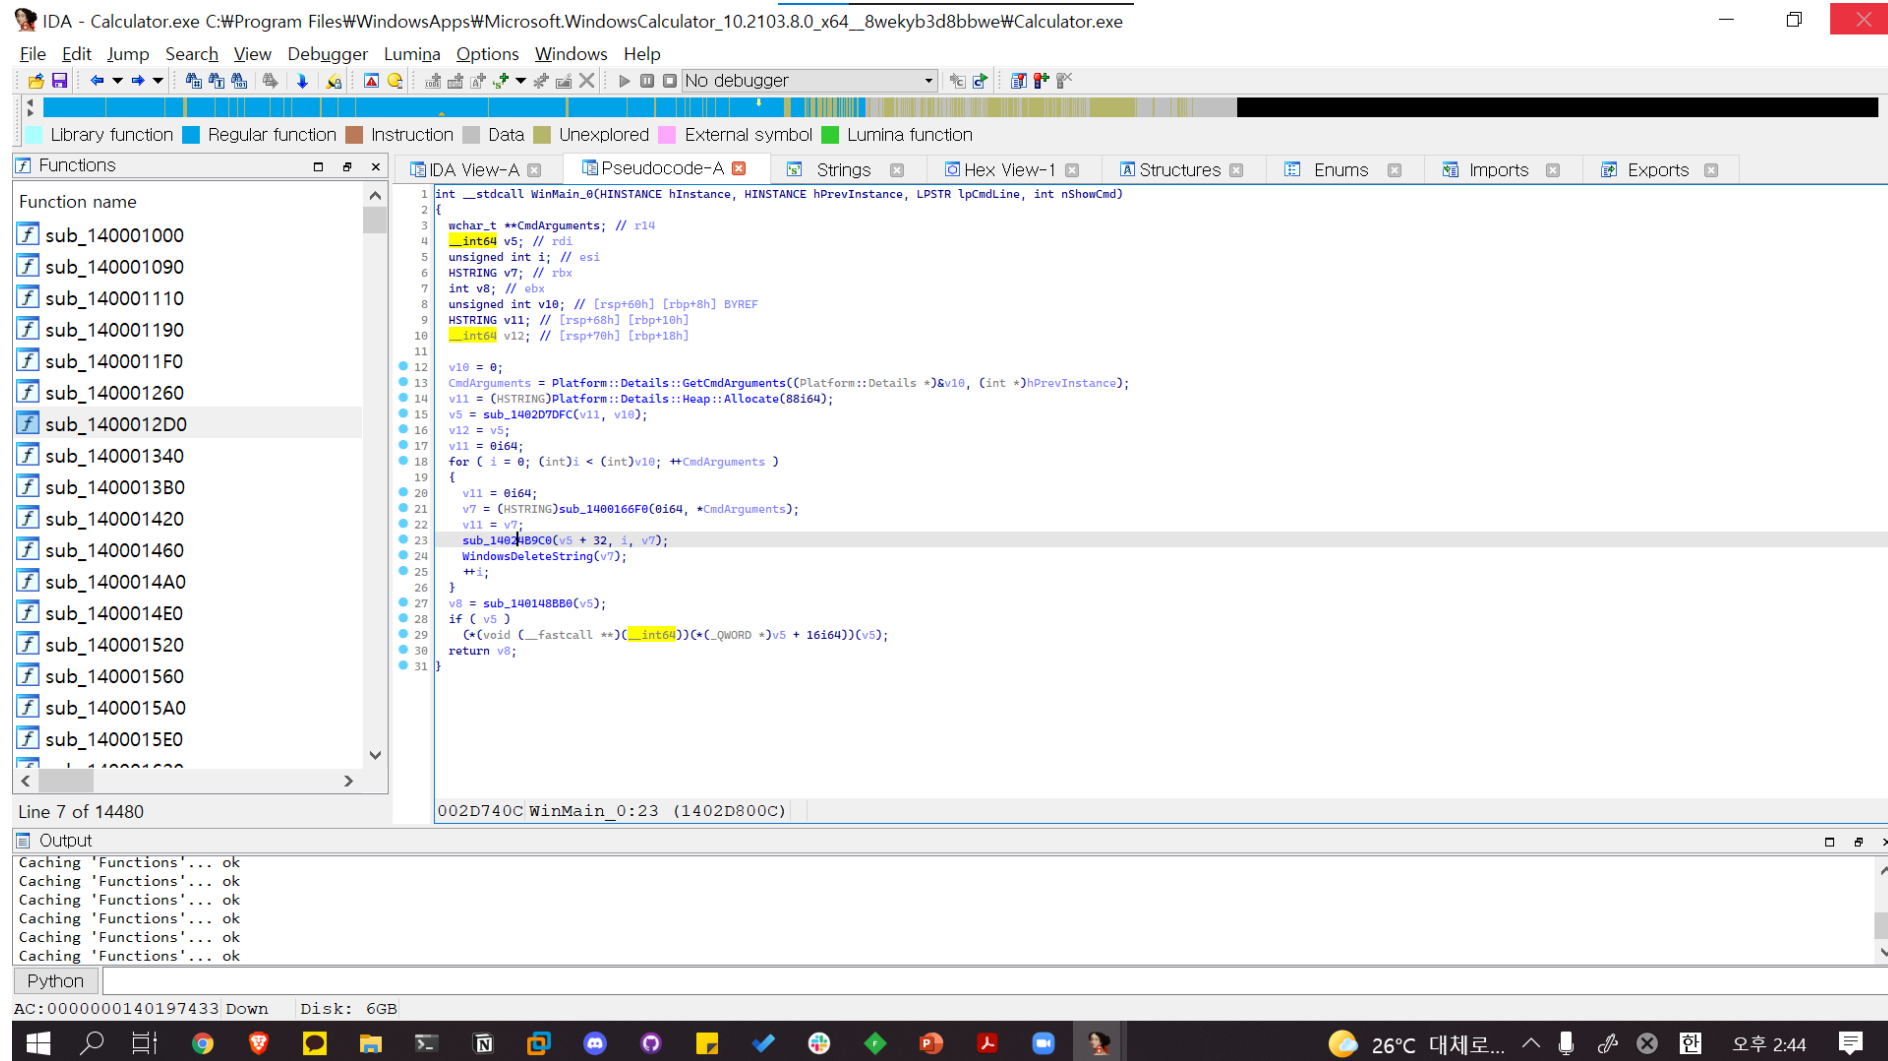 IDA - Calculator.exe C:₩Program Files₩WindowsApps₩Microsoft.WindowsCalculator_10.2103.8.0_x64__8wekyb3d8bbwe₩Calculator.exe
File Edit Jump Search View Debugger Lumina Options Windows Help
No debugger
Library function Regular function Instruction Data Unexplored External symbol Lumina function
Functions
IDA View-A Pseudocode-A Strings Hex View-1 Structures Enums Imports Exports
Function name
sub_140001000
sub_140001090
sub_140001110
sub_140001190
sub_1400011F0
sub_140001260
sub_1400012D0
sub_140001340
sub_1400013B0
sub_140001420
sub_140001460
sub_1400014A0
sub_1400014E0
sub_140001520
sub_140001560
sub_1400015A0
sub_1400015E0
Line 7 of 14480
1 int __stdcall WinMain_0(HINSTANCE hInstance, HINSTANCE hPrevInstance, LPSTR lpCmdLine, int nShowCmd)
2 {
3 wchar_t **CmdArguments; // r14
4 __int64 v5; // rdi
5 unsigned int i; // esi
6 HSTRING v7; // rbx
7 int v8; // ebx
8 unsigned int v10; // [rsp+60h] [rbp+8h] BYREF
9 HSTRING v11; // [rsp+68h] [rbp+10h]
10 __int64 v12; // [rsp+70h] [rbp+18h]
11
12 v10 = 0;
13 CmdArguments = Platform::Details::GetCmdArguments((Platform::Details *)&v10, (int *)hPrevInstance);
14 v11 = (HSTRING)Platform::Details::Heap::Allocate(88i64);
15 v5 = sub_1402D7DFC(v11, v10);
16 v12 = v5;
17 v11 = 0i64;
18 for ( i = 0; (int)i < (int)v10; ++CmdArguments )
19 {
20 v11 = 0i64;
21 v7 = (HSTRING)sub_1400166F0(0i64, *CmdArguments);
22 v11 = v7;
23 sub_14024B9C0(v5 + 32, i, v7);
24 WindowsDeleteString(v7);
25 ++i;
26 }
27 v8 = sub_140148BB0(v5);
28 if ( v5 )
29 (*(void (__fastcall **)(__int64))(*(_QWORD *)v5 + 16i64))(v5);
30 return v8;
31 }
002D740C WinMain_0:23 (1402D800C)
Output
Caching 'Functions'... ok
Caching 'Functions'... ok
Caching 'Functions'... ok
Caching 'Functions'... ok
Caching 'Functions'... ok
Caching 'Functions'... ok
Python
AC:0000000140197433 Down Disk: 6GB
26°C 대체로... 한 오후 2:44